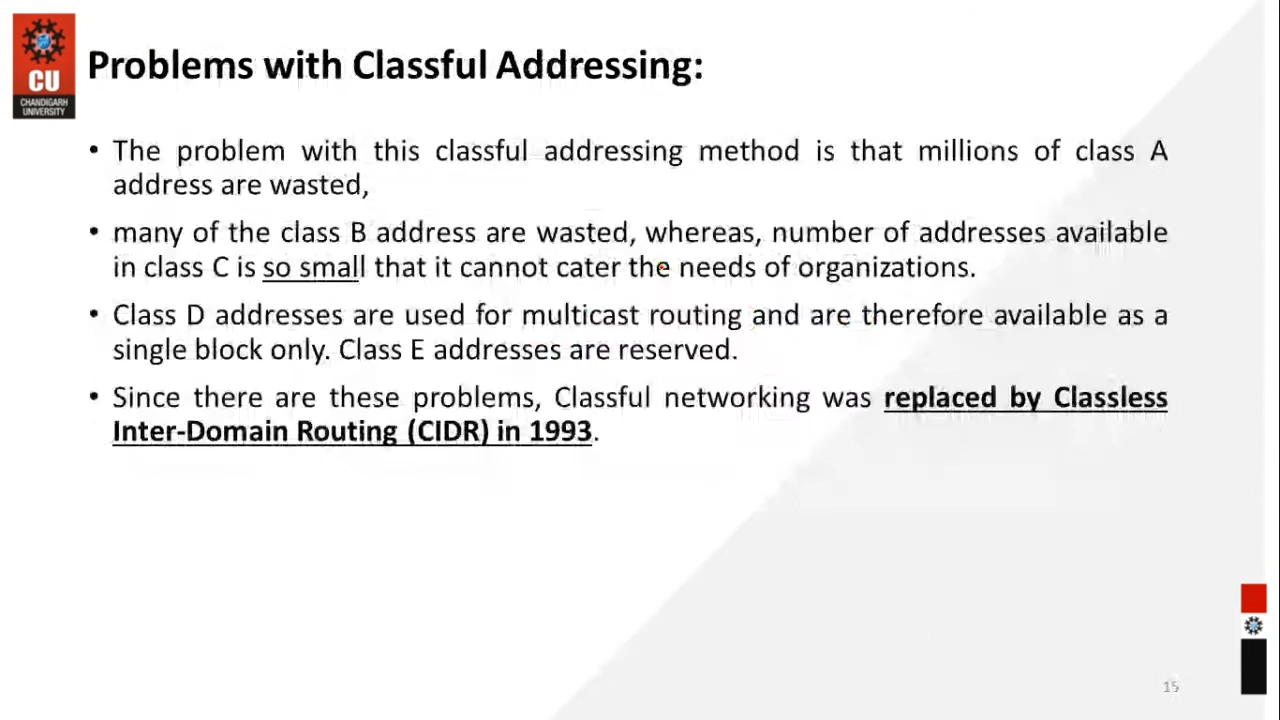 CU
CHANDIGARH
UNIVERSITY
Problems with Classful Addressing:
• The problem with this classful addressing method is that millions of class A
address are wasted,
• many of the class B address are wasted, whereas, number of addresses available
in class C is so small that it cannot cater the needs of organizations.
• Class D addresses are used for multicast routing and are therefore available as a
single block only. Class E addresses are reserved.
• Since there are these problems, Classful networking was replaced by Classless
Inter-Domain Routing (CIDR) in 1993.
15